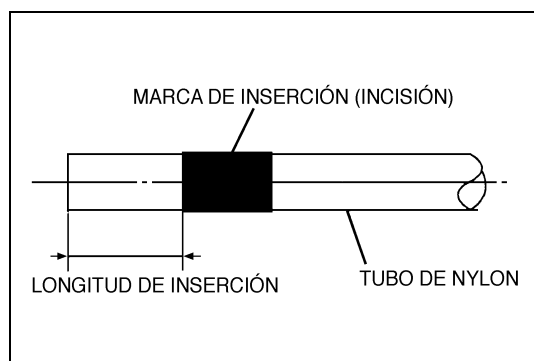 MARCA DE INSERCIÓN (INCISIÓN)
LONGITUD DE INSERCIÓN
TUBO DE NYLON